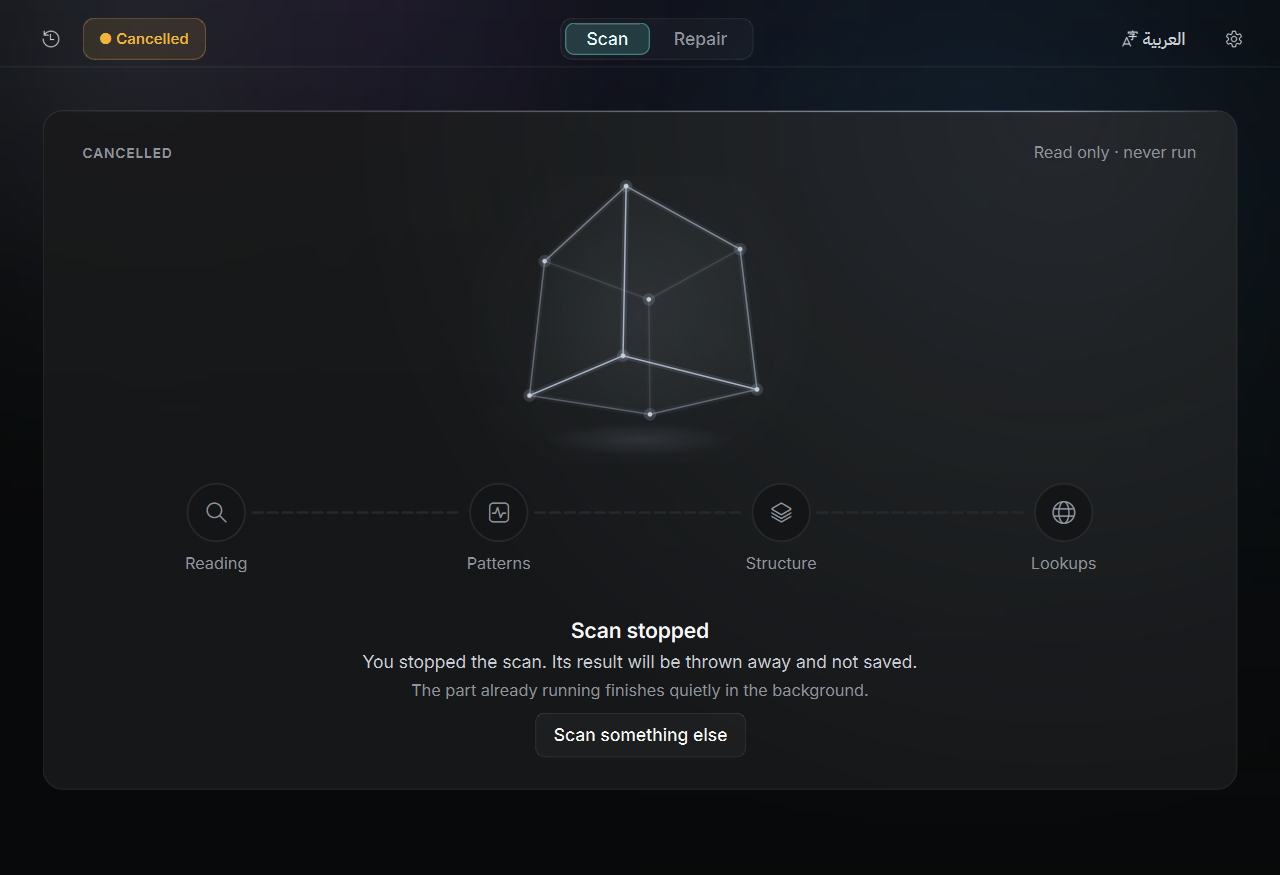 Cancelled
Scan
Repair
العربية
CANCELLED
Read only · never run
Reading
Patterns
Structure
Lookups
Scan stopped
You stopped the scan. Its result will be thrown away and not saved.
The part already running finishes quietly in the background.
Scan something else